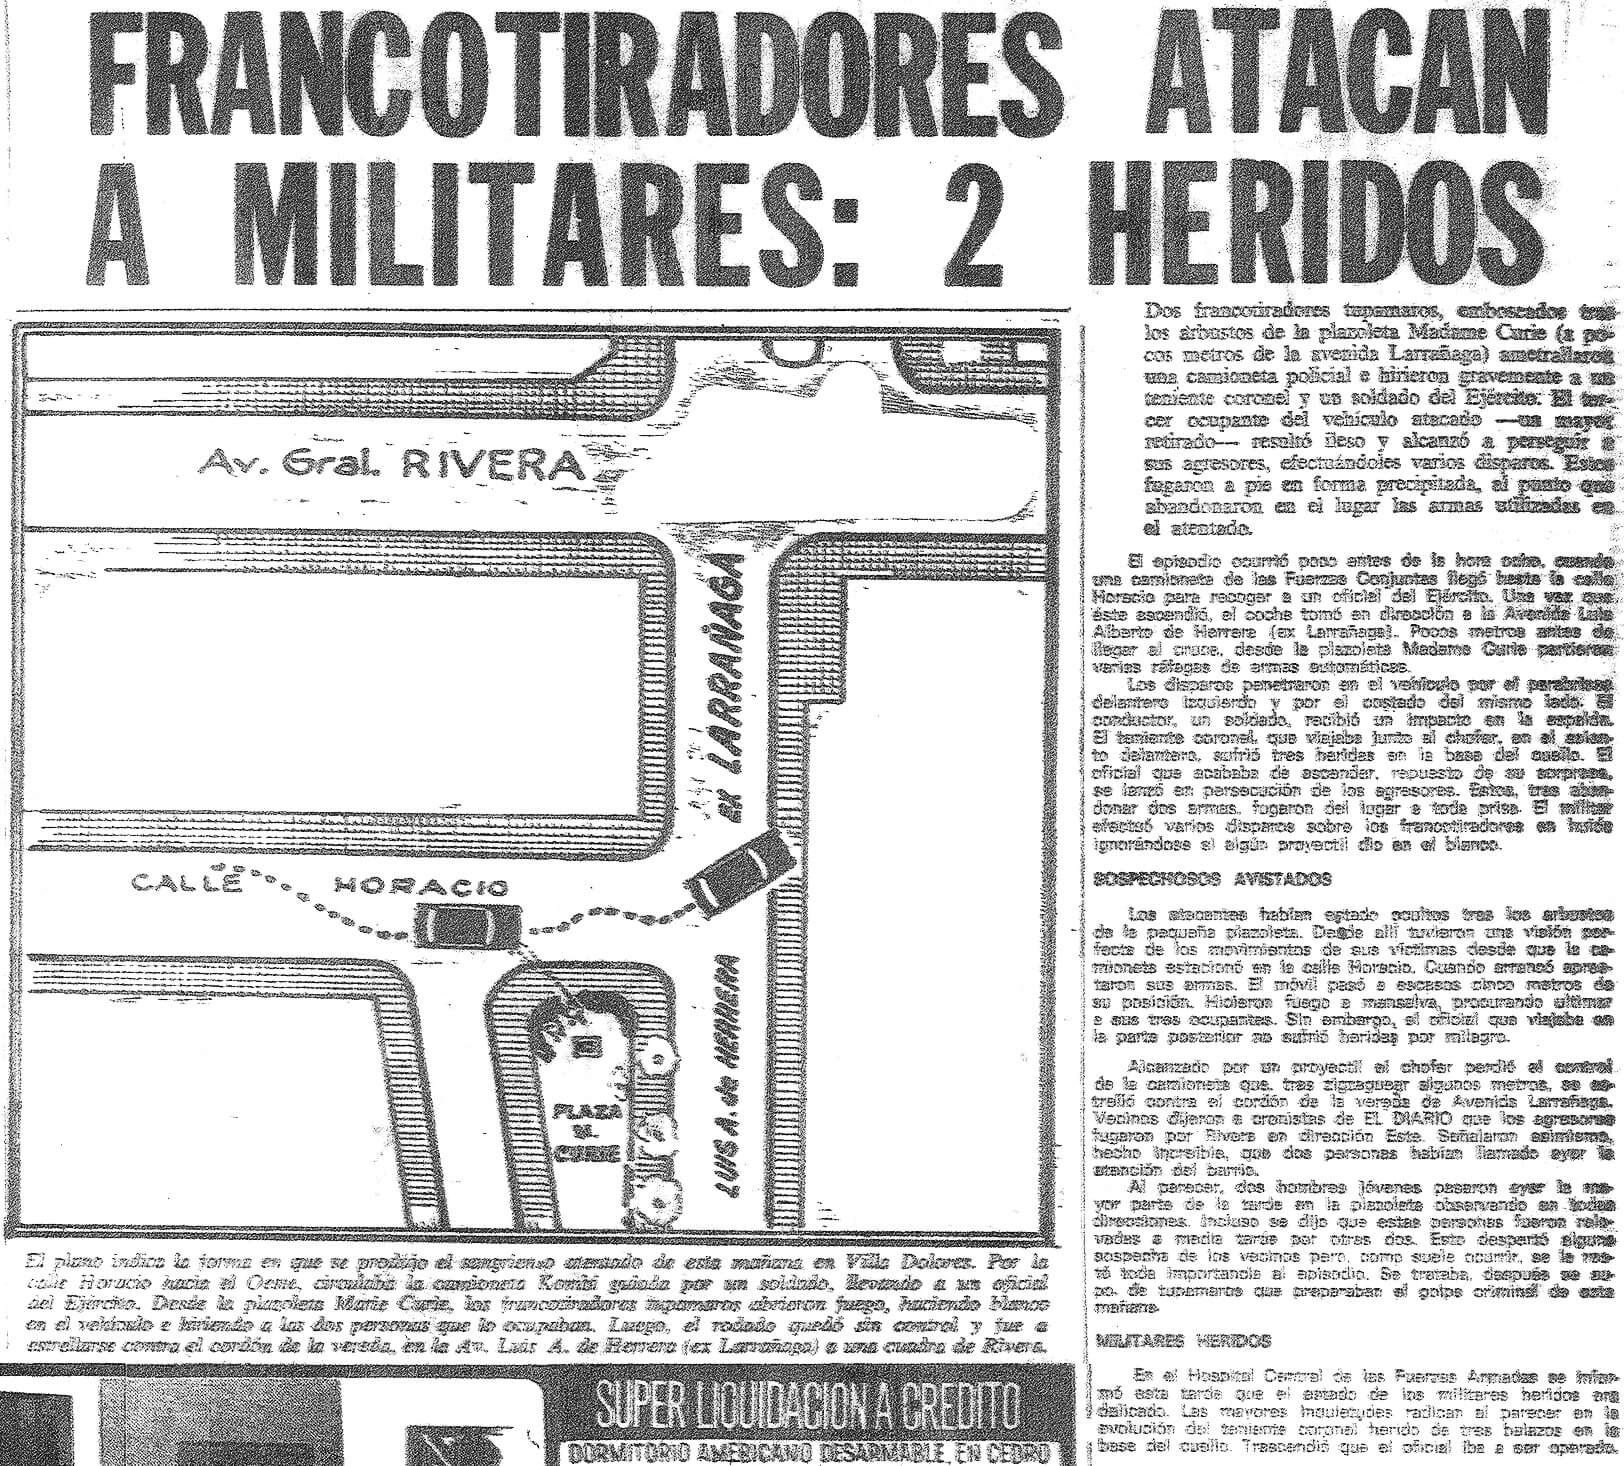 FRANCOTIRADORES ATACAN
A MILITARES: 2 HERIDOS
Av. Gral. RIVERA
ex LARRAÑAGA
CALLE HORACIO
LUIS A. de HERRERA
PLAZA
M.
CURIE
El plano indica la forma en que se produjo el sangriento atentado de esta mañana en Villa Dolores. Por la
calle Horacio hacia el Oeste, circulaba la camioneta Kombi guiada por un soldado, llevando a un oficial
del Ejército. Desde la plazoleta Marie Curie, los francotiradores tupamaros abrieron fuego, haciendo blanco
en el vehículo e hiriendo a las dos personas que lo ocupaban. Luego, el rodado quedó sin control y fue a
estrellarse contra el cordón de la vereda, en la Av. Luis A. de Herrera (ex Larrañaga) a una cuadra de Rivera.
SUPER LIQUIDACION A CREDITO
DORMITORIO AMERICANO DESARMABLE, EN CEDRO
Dos francotiradores tupamaros, emboscados tras
los arbustos de la plazoleta Madame Curie (a po-
cos metros de la avenida Larrañaga) ametrallaron
una camioneta policial e hirieron gravemente a un
teniente coronel y un soldado del Ejército. El ter-
cer ocupante del vehículo atacado —un mayor
retirado— resultó ileso y alcanzó a perseguir a
sus agresores, efectuándoles varios disparos. Estos
fugaron a pie en forma precipitada, al punto que
abandonaron en el lugar las armas utilizadas en
el atentado.
El episodio ocurrió poco antes de la hora ocho, cuando
una camioneta de las Fuerzas Conjuntas llegó hasta la calle
Horacio para recoger a un oficial del Ejército. Una vez que
éste ascendió, el coche tomó en dirección a la Avenida Luis
Alberto de Herrera (ex Larrañaga). Pocos metros antes de
llegar al cruce, desde la plazoleta Madame Curie partieron
varias ráfagas de armas automáticas.
Los disparos penetraron en el vehículo por el parabrisas
delantero izquierdo y por el costado del mismo lado. El
conductor, un soldado, recibió un impacto en la espalda.
El teniente coronel, que viajaba junto al chofer, en el asien-
to delantero, sufrió tres heridas en la base del cuello. El
oficial que acababa de ascender, repuesto de su sorpresa,
se lanzó en persecución de los agresores. Estos, tras aban-
donar dos armas, fugaron del lugar a toda prisa. El militar
efectuó varios disparos sobre los francotiradores en huida
ignorándose si algún proyectil dio en el blanco.
SOSPECHOSOS AVISTADOS
Los atacantes habían estado ocultos tras los arbustos
de la pequeña plazoleta. Desde allí tuvieron una visión per-
fecta de los movimientos de sus víctimas desde que la ca-
mioneta estacionó en la calle Horacio. Cuando arrancó apres-
taron sus armas. El móvil pasó a escasos cinco metros de
su posición. Hicieron fuego a mansalva, procurando ultimar
a sus tres ocupantes. Sin embargo, el oficial que viajaba en
la parte posterior no sufrió heridas por milagro.
Alcanzado por un proyectil el chofer perdió el control
de la camioneta que, tras zigzaguear algunos metros, se es-
trelló contra el cordón de la vereda de Avenida Larrañaga.
Vecinos dijeron a cronistas de EL DIARIO que los agresores
fugaron por Rivera en dirección Este. Señalaron asimismo,
hecho increíble, que dos personas habían llamado ayer la
atención del barrio.
Al parecer, dos hombres jóvenes pasaron ayer la ma-
yor parte de la tarde en la plazoleta observando en todas
direcciones. Incluso se dijo que estas personas fueron rele-
vadas a media tarde por otras dos. Esto despertó alguna
sospecha de los vecinos pero, como suele ocurrir, se le res-
tó toda importancia al episodio. Se trataba, después se su-
po, de tupamaros que preparaban el golpe criminal de esta
mañana.
MILITARES HERIDOS
En el Hospital Central de las Fuerzas Armadas se infor-
mó esta tarde que el estado de los militares heridos era
delicado. Las mayores inquietudes radican al parecer en la
evolución del teniente coronel herido de tres balazos en la
base del cuello. Trascendió que el oficial iba a ser operado.